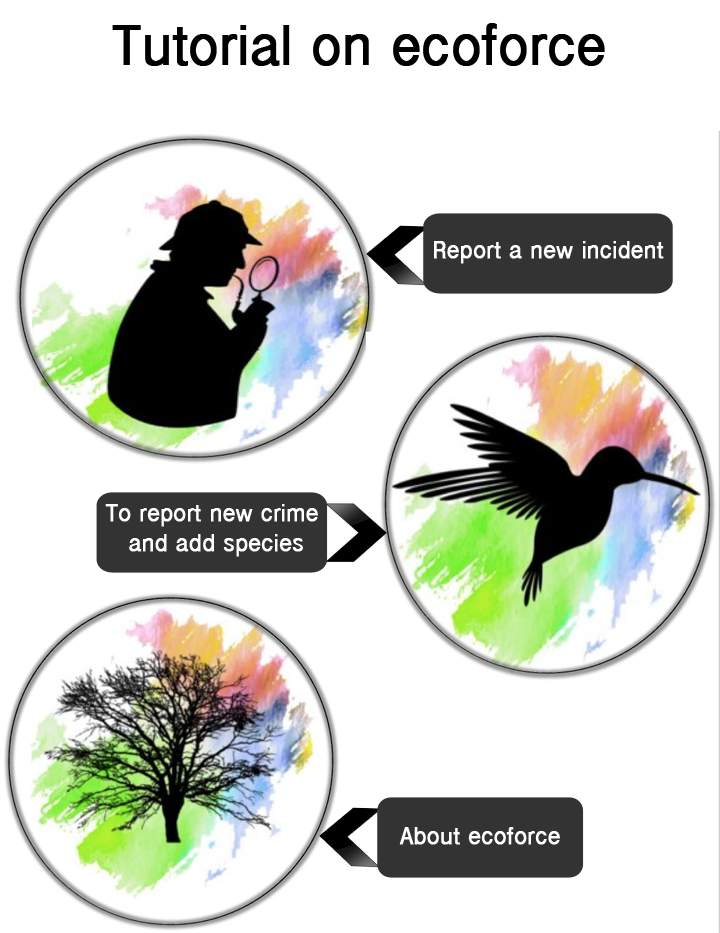 Tutorial on ecoforce
Report a new incident
To report new crime
and add species
About ecoforce